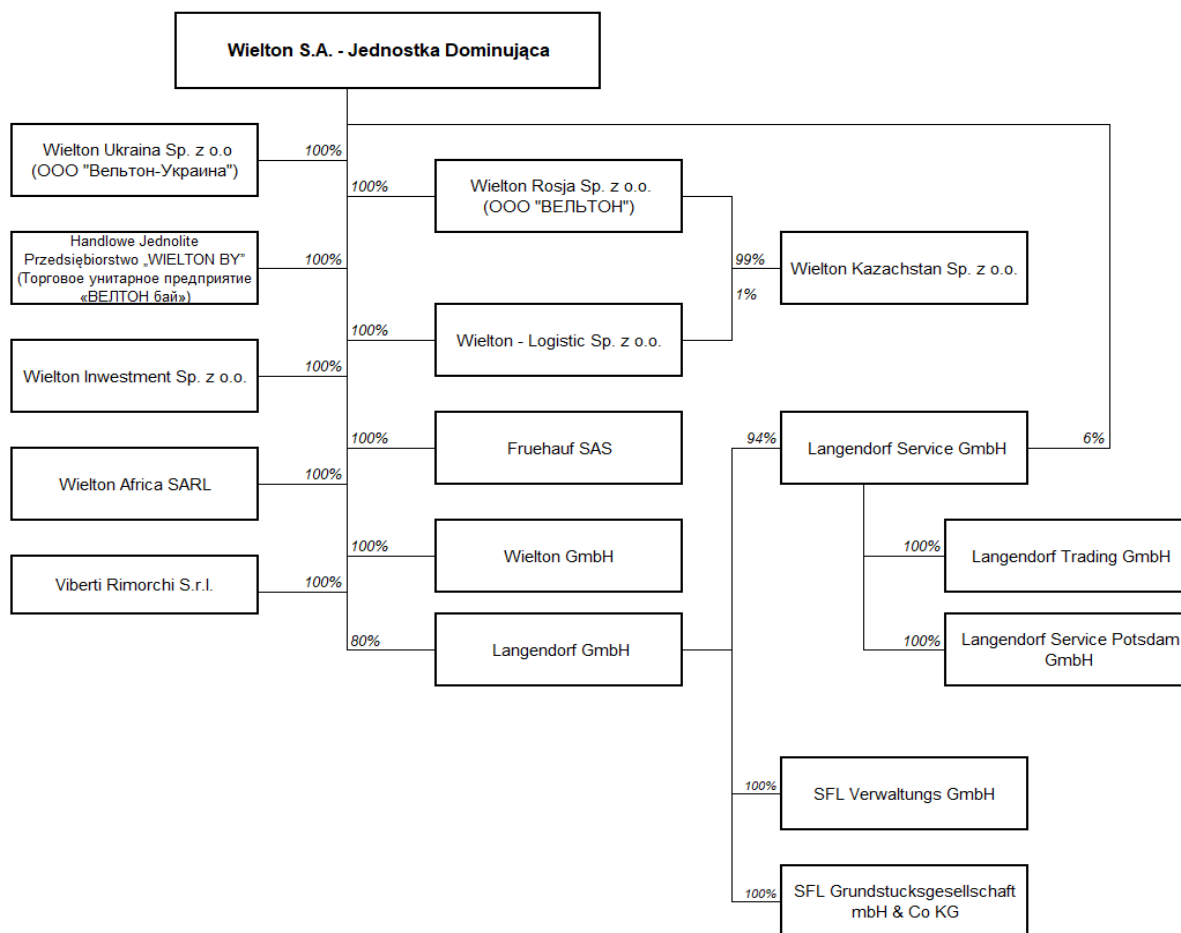 Wielton S.A. - Jednostka Dominująca
Wielton Ukraina Sp. z o.o
(ООО "Вельтон-Украина")
100%
100%
Wielton Rosja Sp. z o.o.
(ООО "ВЕЛЬТОН")
Handlowe Jednolite
Przedsiębiorstwo „WIELTON BY”
(Торговое унитарное предприятие
«ВЕЛТОН бай»)
100%
99%
1%
Wielton Kazachstan Sp. z o.o.
100%
Wielton - Logistic Sp. z o.o.
Wielton Inwestment Sp. z o.o.
100%
100%
Fruehauf SAS
94%
Langendorf Service GmbH
6%
Wielton Africa SARL
100%
100%
Wielton GmbH
100%
Langendorf Trading GmbH
Viberti Rimorchi S.r.l.
100%
80%
Langendorf GmbH
100%
Langendorf Service Potsdam
GmbH
100%
SFL Verwaltungs GmbH
100%
SFL Grundstucksgesellschaft
mbH & Co KG